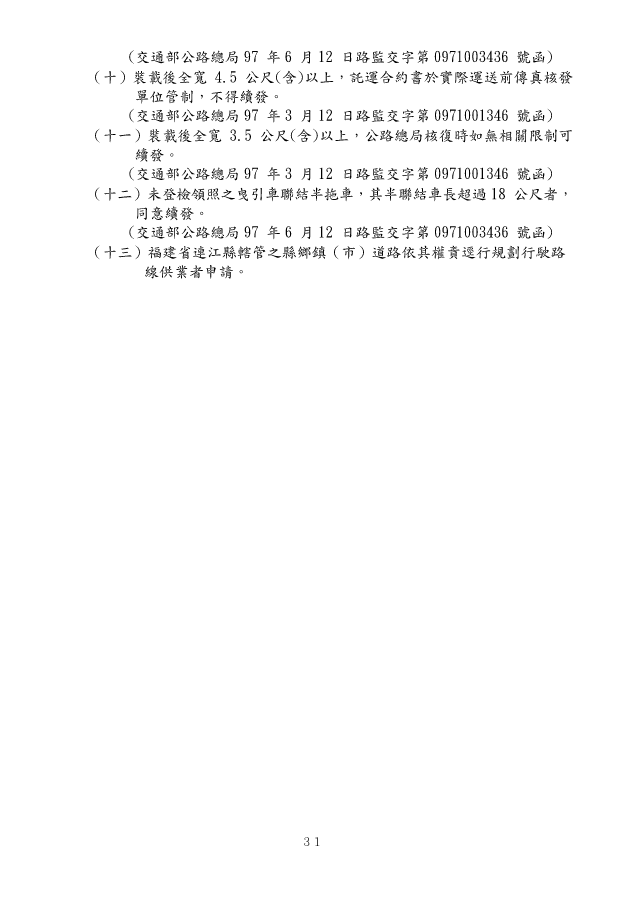 (交通部公路總局 97 年 6 月 12 日路監交字第 0971003436 號函)
（十）裝載後全寬 4.5 公尺(含)以上，託運合約書於實際運送前傳真核發
單位管制，不得續發。
(交通部公路總局 97 年 3 月 12 日路監交字第 0971001346 號函)
（十一）裝載後全寬 3.5 公尺(含)以上，公路總局核復時如無相關限制可
續發。
(交通部公路總局 97 年 3 月 12 日路監交字第 0971001346 號函)
（十二）未登檢領照之曳引車聯結半拖車，其半聯結車長超過 18 公尺者，
同意續發。
(交通部公路總局 97 年 6 月 12 日路監交字第 0971003436 號函)
（十三）福建省連江縣轄管之縣鄉鎮（市）道路依其權責逕行規劃行駛路
線供業者申請。
31